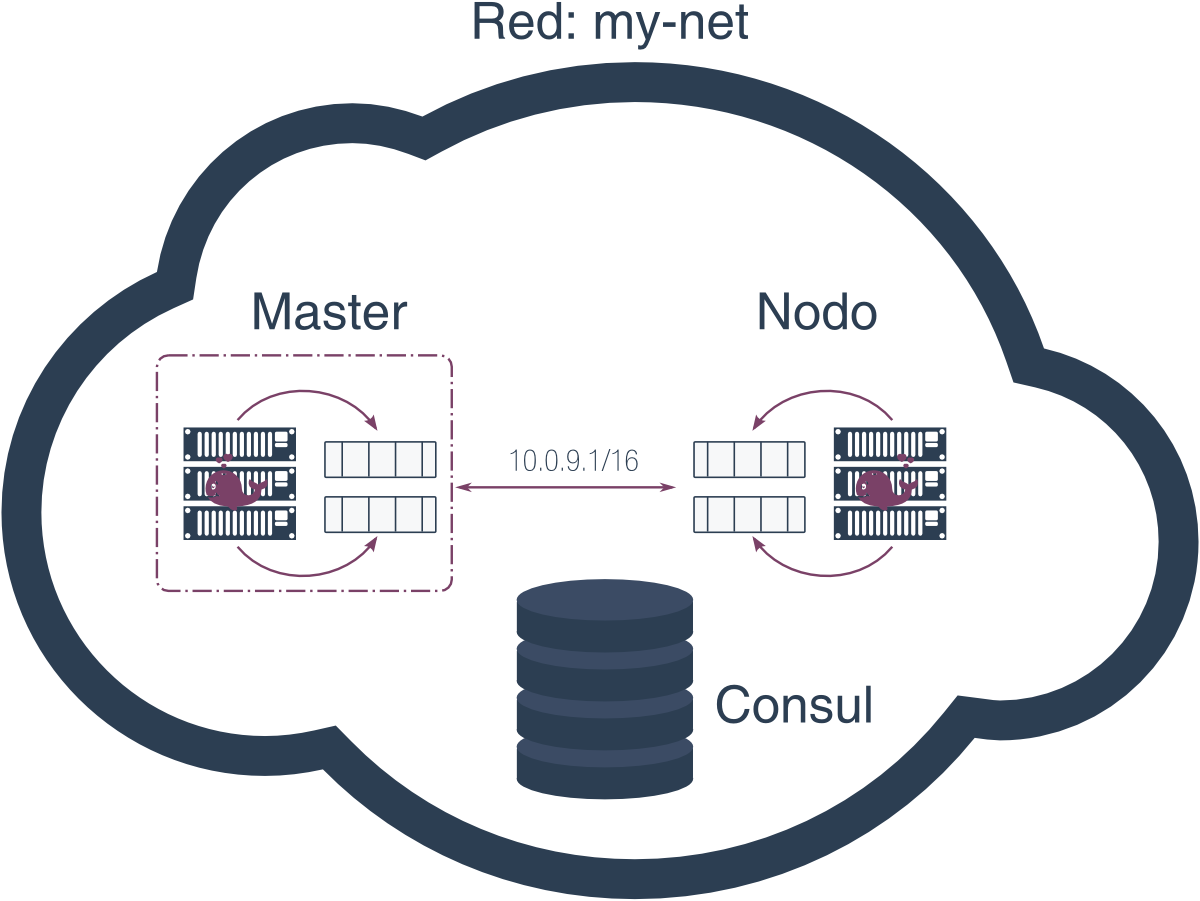 Red: my-net
Master
Nodo
10.0.9.1/16
Consul